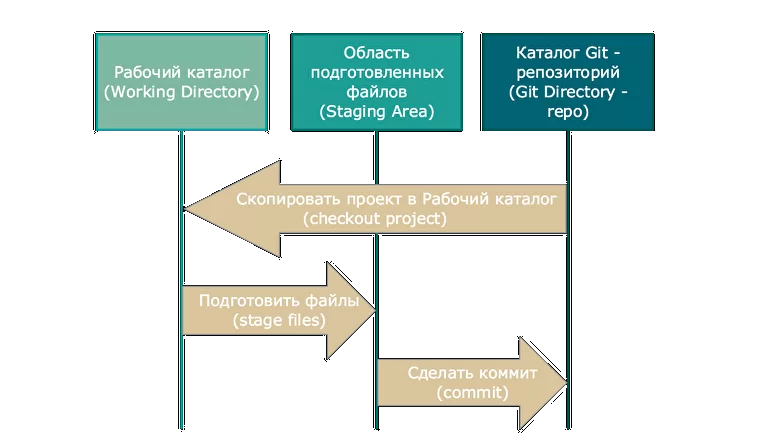 Рабочий каталог
(Working Directory)
Область
подготовленных
файлов
(Staging Area)
Каталог Git -
репозиторий
(Git Directory -
repo)
Скопировать проект в Рабочий каталог
(checkout project)
Подготовить файлы
(stage files)
Сделать коммит
(commit)